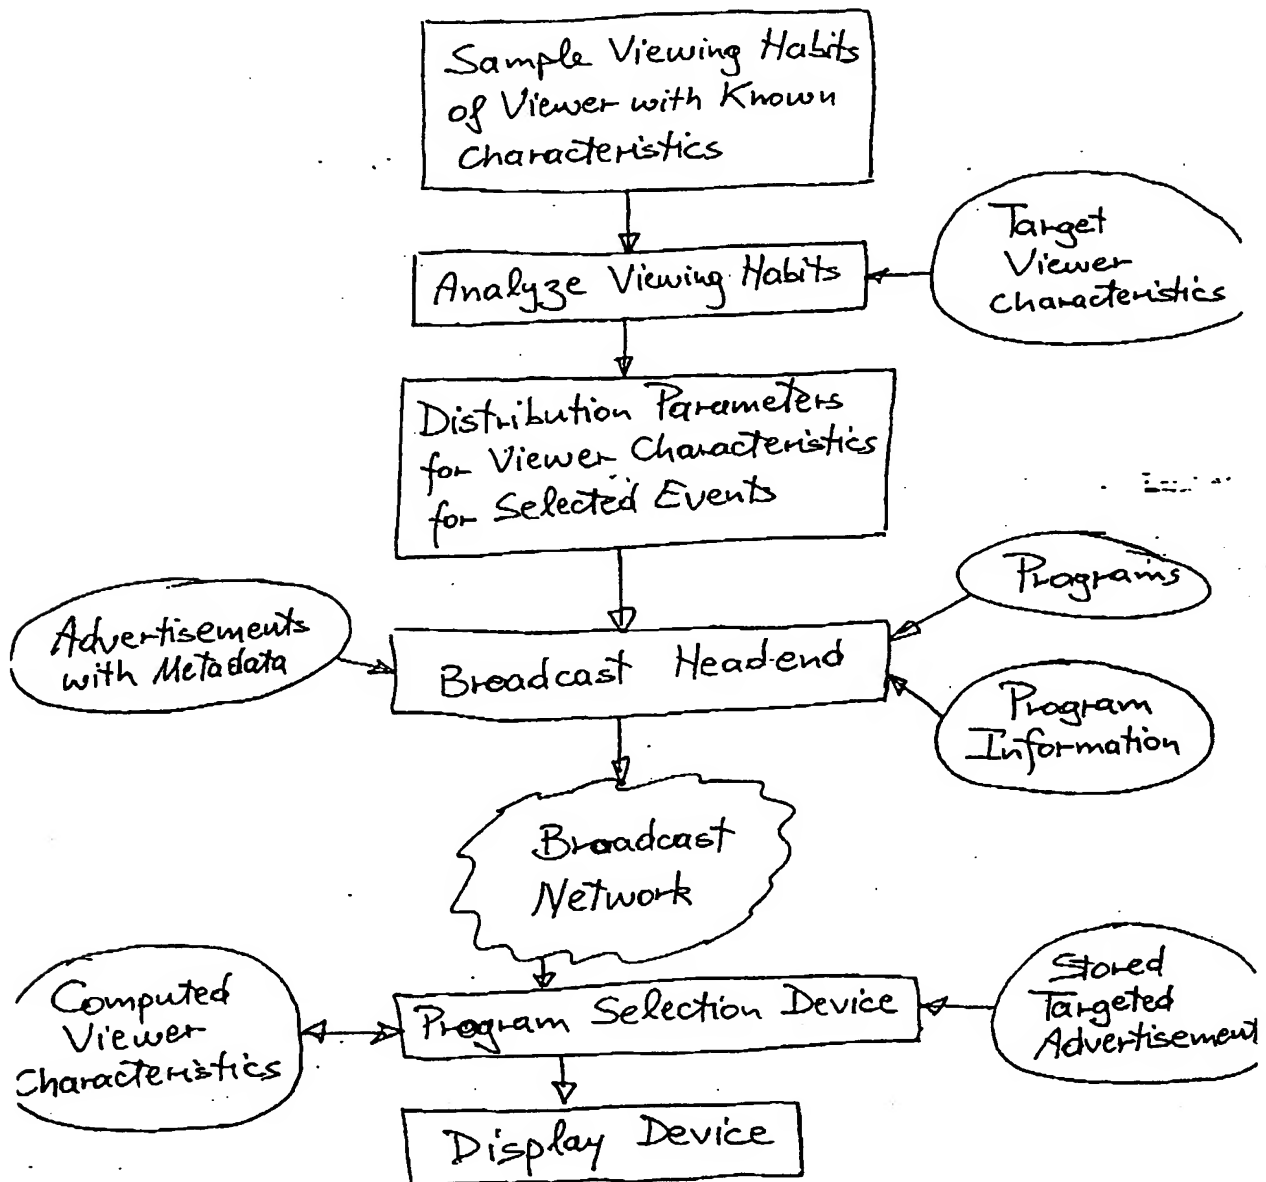 Sample Viewing Habits
of Viewer with Known
Characteristics
Analyze Viewing Habits
Target
Viewer
Characteristics
Distribution Parameters
for Viewer Characteristics
for Selected Events
Programs
Advertisements
with Metadata
Broadcast Head-end
Program
Information
Broadcast
Network
Computed
Viewer
Characteristics
Program Selection Device
Stored
Targeted
Advertisement
Display Device